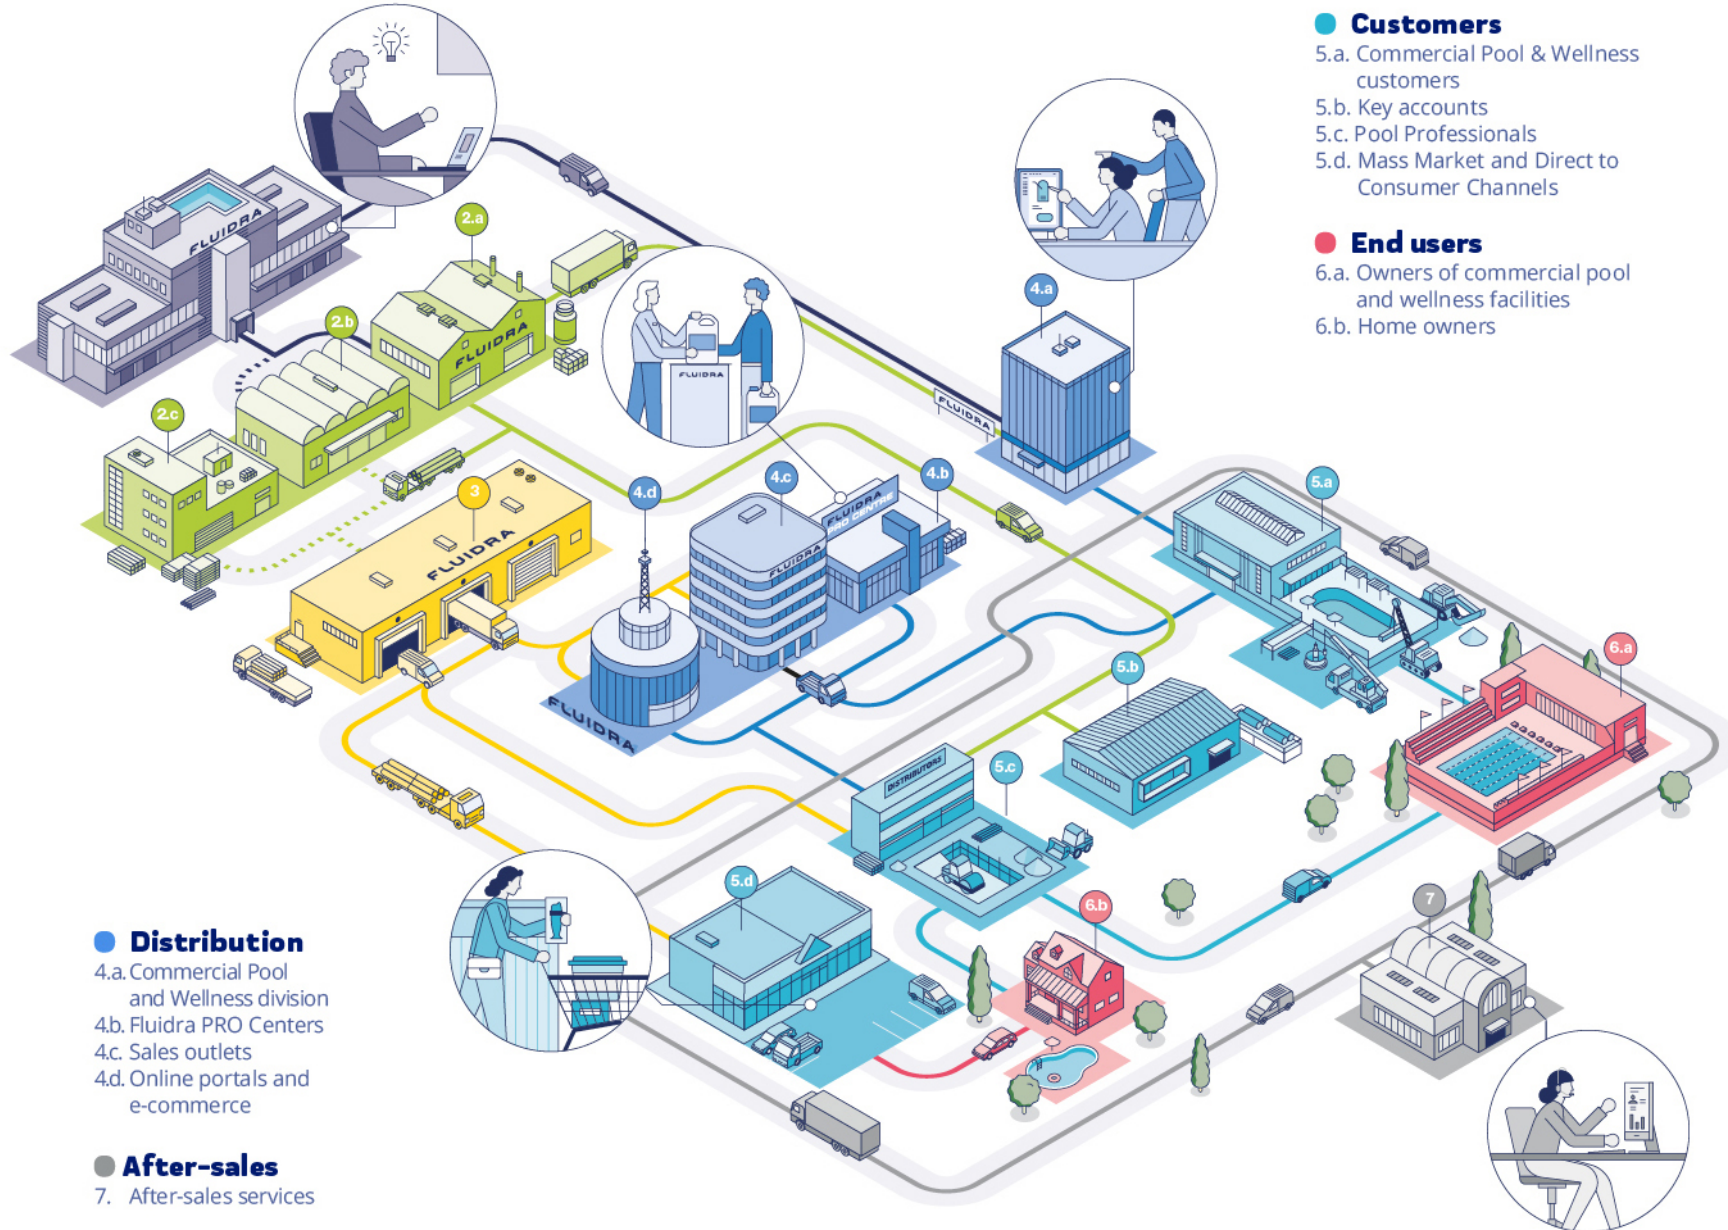 Customers
5.a. Commercial Pool & Wellness
customers
5.b. Key accounts
5.c. Pool Professionals
5.d. Mass Market and Direct to
Consumer Channels
End users
6.a. Owners of commercial pool
and wellness facilities
6.b. Home owners
FLUIDRA
2.a
2.b
FLUIDRA
2.c
FLUIDRA
4.a
FLUIDRA
3
FLUIDRA
4.d
4.c
4.b
FLUIDRA
PRO CENTRE
FLUIDRA
FLUIDRA
5.a
5.b
6.a
DISTRIBUTORS
5.c
5.d
6.b
7
Distribution
4.a. Commercial Pool
and Wellness division
4.b. Fluidra PRO Centers
4.c. Sales outlets
4.d. Online portals and
e-commerce
After-sales
7. After-sales services